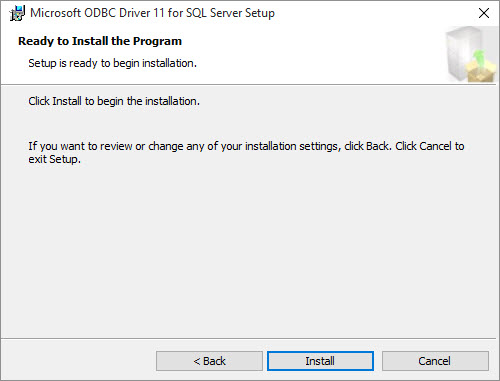 Microsoft ODBC Driver 11 for SQL Server Setup
Ready to Install the Program
Setup is ready to begin installation.
Click Install to begin the installation.
If you want to review or change any of your installation settings, click Back. Click Cancel to
exit Setup.
< Back
Install
Cancel